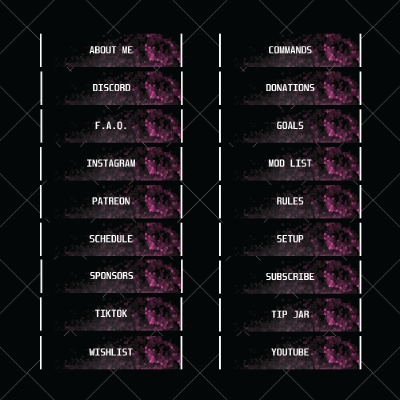 ABOUT ME
DISCORD
F.A.Q.
INSTAGRAM
PATREON
SCHEDULE
SPONSORS
TIKTOK
WISHLIST
COMMANDS
DONATIONS
GOALS
MOD LIST
RULES
SETUP
SUBSCRIBE
TIP JAR
YOUTUBE